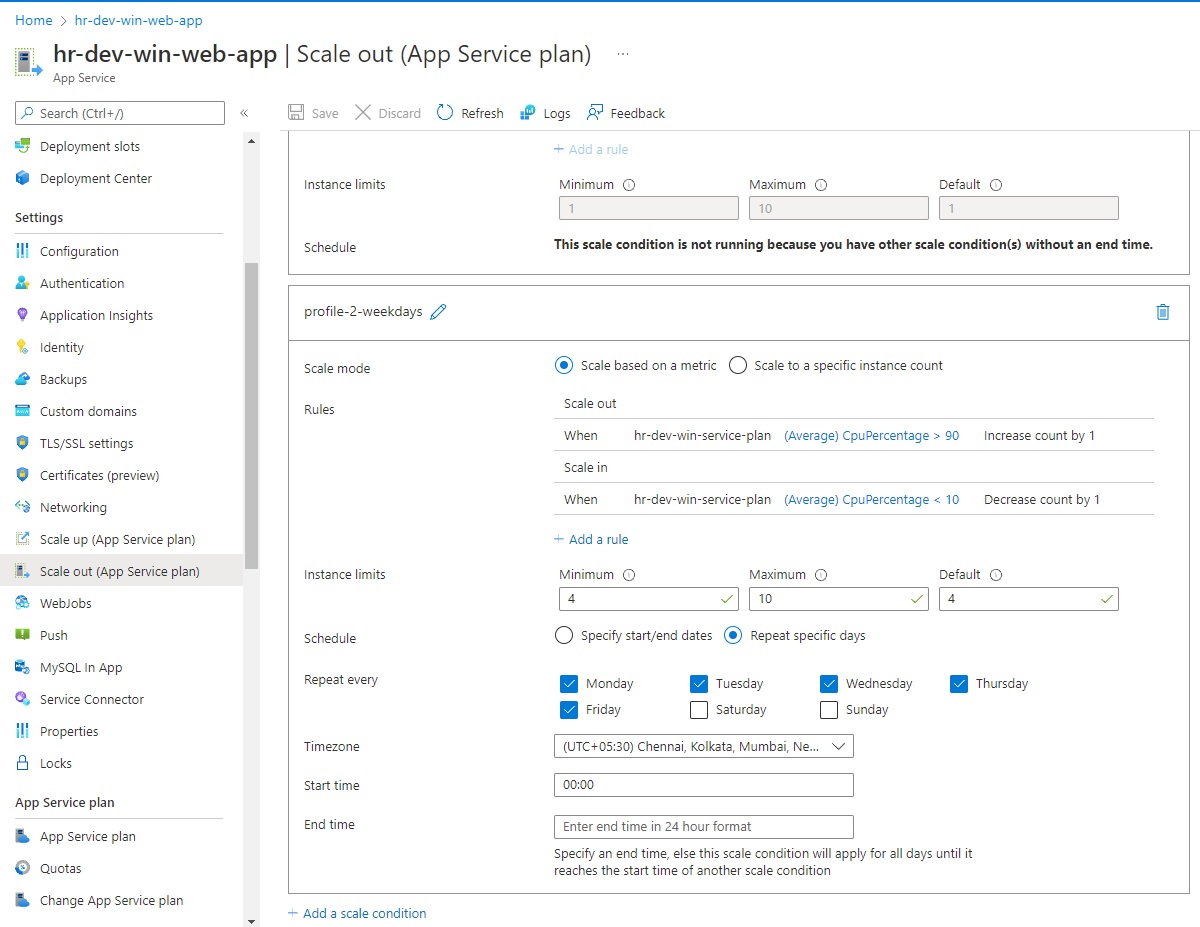 Home > hr-dev-win-web-app
hr-dev-win-web-app | Scale out (App Service plan) ...
App Service
Search (Ctrl+/)
«
Save
Discard
Refresh
Logs
Feedback
Deployment slots
Deployment Center
Settings
Configuration
Authentication
Application Insights
Identity
Backups
Custom domains
TLS/SSL settings
Certificates (preview)
Networking
Scale up (App Service plan)
Scale out (App Service plan)
WebJobs
Push
MySQL In App
Service Connector
Properties
Locks
App Service plan
App Service plan
Quotas
Change App Service plan
+ Add a rule
Instance limits
Minimum
Maximum
Default
1
10
1
Schedule
This scale condition is not running because you have other scale condition(s) without an end time.
profile-2-weekdays
Scale mode
Scale based on a metric
Scale to a specific instance count
Rules
Scale out
When hr-dev-win-service-plan (Average) CpuPercentage > 90 Increase count by 1
Scale in
When hr-dev-win-service-plan (Average) CpuPercentage < 10 Decrease count by 1
+ Add a rule
Instance limits
Minimum
Maximum
Default
4
10
4
Schedule
Specify start/end dates
Repeat specific days
Repeat every
Monday
Tuesday
Wednesday
Thursday
Friday
Saturday
Sunday
Timezone
(UTC+05:30) Chennai, Kolkata, Mumbai, Ne...
Start time
00:00
End time
Enter end time in 24 hour format
Specify an end time, else this scale condition will apply for all days until it
reaches the start time of another scale condition
+ Add a scale condition